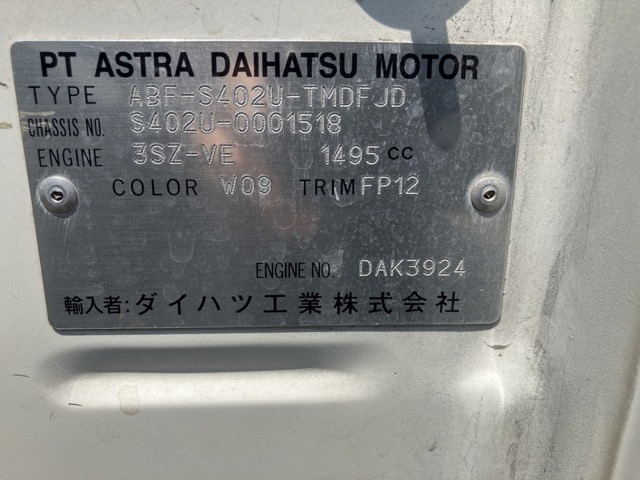 PT ASTRA DAIHATSU MOTOR
TYPE ABF-S402U-TMDFJD
CHASSIS NO. S402U-0001518
ENGINE 3SZ-VE 1495 CC
COLOR W09 TRIM FP12
ENGINE NO. DAK3924
輸入者:ダイハツ工業株式会社